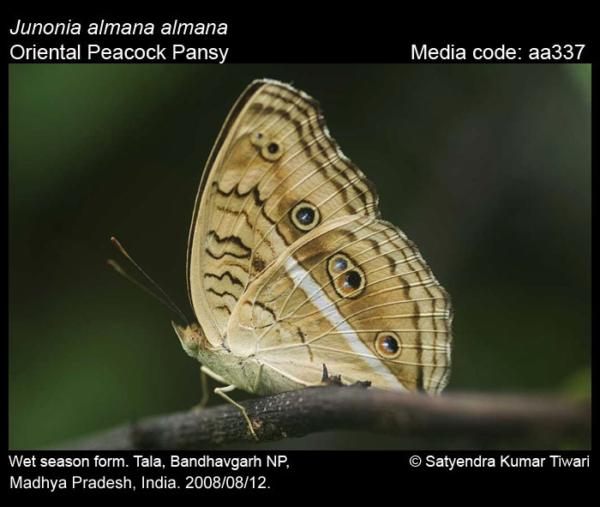 Junonia almana almana
Oriental Peacock Pansy
Media code: aa337
Wet season form. Tala, Bandhavgarh NP,
Madhya Pradesh, India. 2008/08/12.
© Satyendra Kumar Tiwari